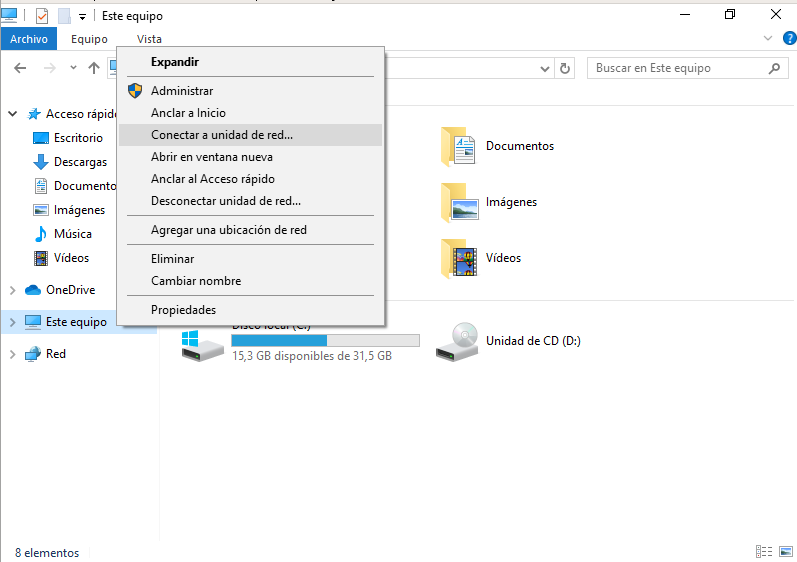 Este equipo
Archivo
Equipo
Vista
Buscar en Este equipo
Expandir
Administrar
Anclar a Inicio
Conectar a unidad de red...
Abrir en ventana nueva
Anclar al Acceso rápido
Desconectar unidad de red...
Agregar una ubicación de red
Eliminar
Cambiar nombre
Propiedades
Acceso rápido
Escritorio
Descargas
Documento
Imágenes
Música
Vídeos
OneDrive
Este equipo
Red
Documentos
Imágenes
Vídeos
Disco local (C:)
15,3 GB disponibles de 31,5 GB
Unidad de CD (D:)
8 elementos